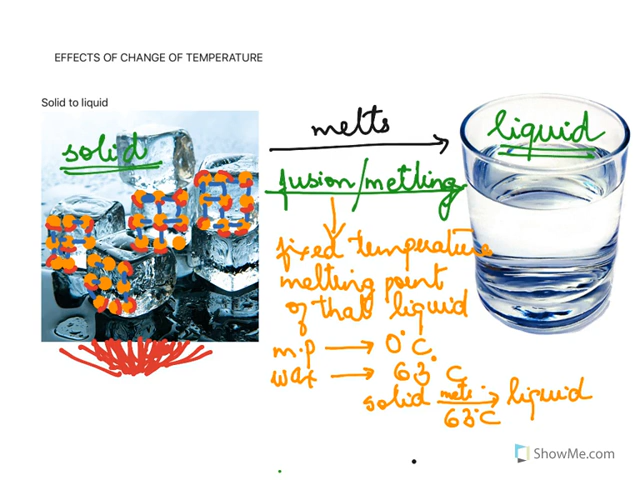 EFFECTS OF CHANGE OF TEMPERATURE
Solid to liquid
solid
melts
liquid
fusion/metling
fixed temperature
melting point
of that liquid
m.p → 0°C
wax → 63°C
solid melts → liquid
63°C
ShowMe.com